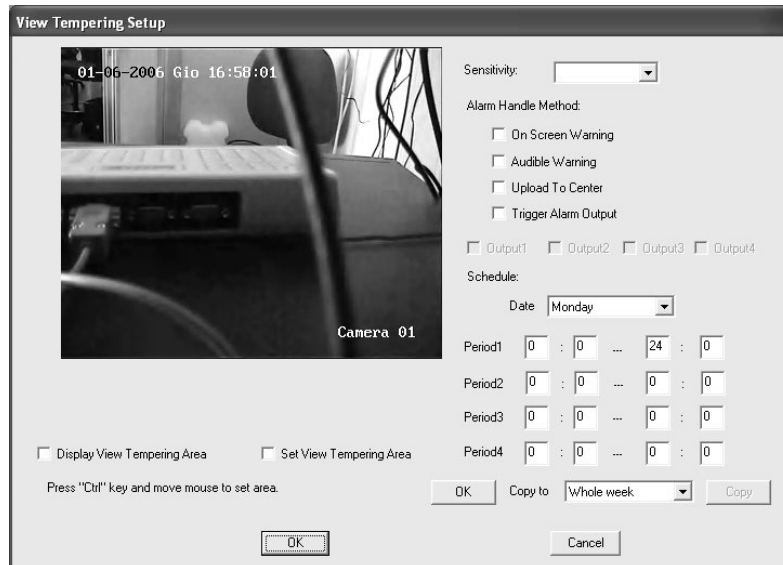 View Tempering Setup
01-06-2006 Gio 16:58:01
Camera 01
Sensitivity:
Alarm Handle Method:
On Screen Warning
Audible Warning
Upload To Center
Trigger Alarm Output
Output1 Output2 Output3 Output4
Schedule:
Date Monday
Period1 0 : 0 ... 24 : 0
Period2 0 : 0 ... 0 : 0
Period3 0 : 0 ... 0 : 0
Period4 0 : 0 ... 0 : 0
Display View Tempering Area Set View Tempering Area
Press "Ctrl" key and move mouse to set area.
OK Copy to Whole week Copy
OK Cancel